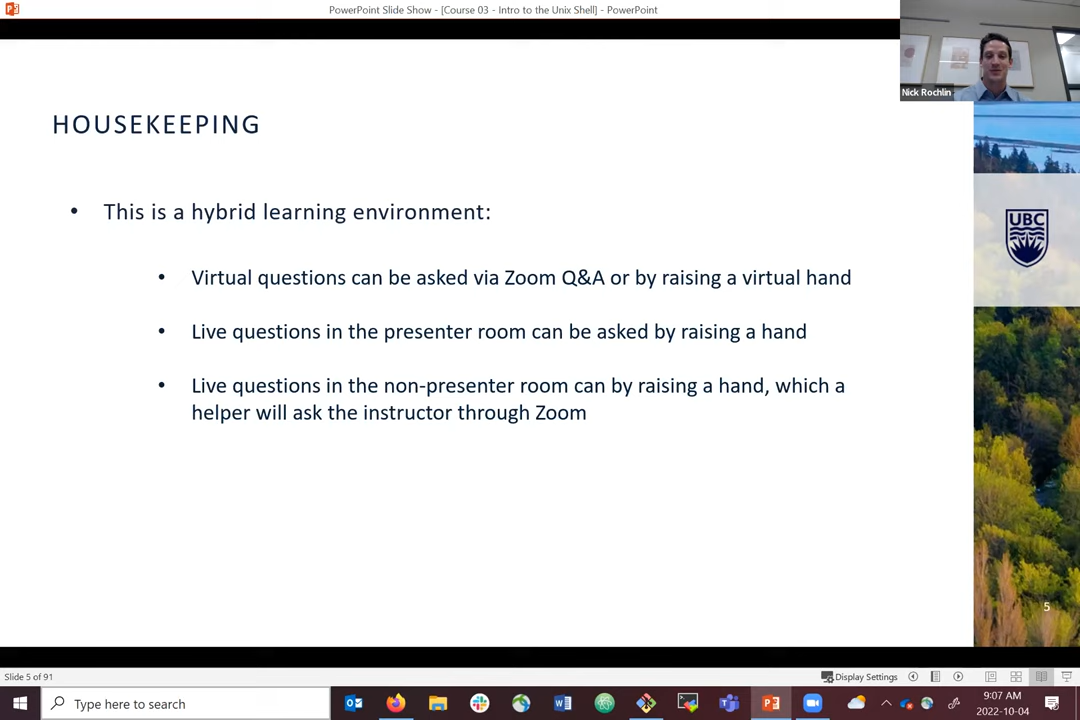 PowerPoint Slide Show - [Course 03 - Intro to the Unix Shell] - PowerPoint
Nick Rochlin
HOUSEKEEPING
• This is a hybrid learning environment:
• Virtual questions can be asked via Zoom Q&A or by raising a virtual hand
• Live questions in the presenter room can be asked by raising a hand
• Live questions in the non-presenter room can by raising a hand, which a
helper will ask the instructor through Zoom
UBC
5
Slide 5 of 91
Display Settings
Type here to search
9:07 AM
2022-10-04